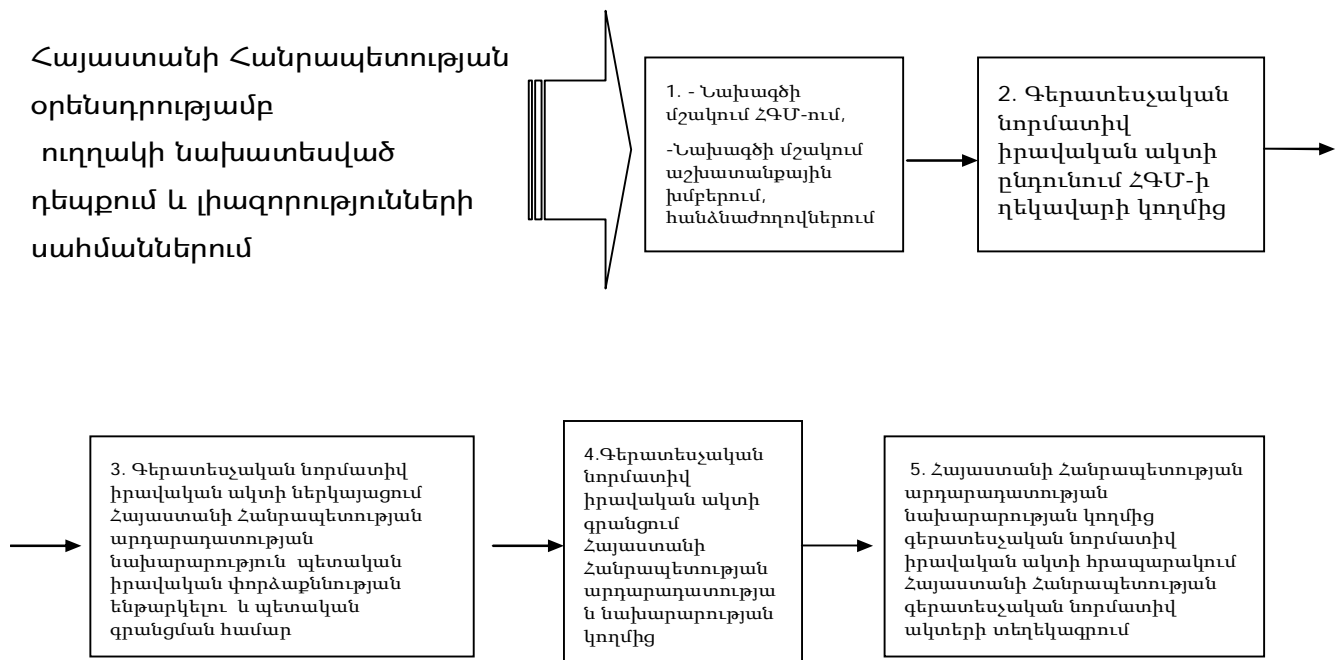 Հայաստանի Հանրապետության
օրենսդրությամբ
ուղղակի նախատեսված
դեպքում և լիազորությունների
սահմաններում
1. - Նախագծի
մշակում ՀԳՄ-ում,
-Նախագծի մշակում
աշխատանքային
խմբերում,
հանձնաժողովներում
2. Գերատեսչական
նորմատիվ
իրավական ակտի
ընդունում ՀԳՄ-ի
ղեկավարի կողմից
3. Գերատեսչական նորմատիվ
իրավական ակտի ներկայացում
Հայաստանի Հանրապետության
արդարադատության
նախարարություն պետական
իրավական փորձաքննության
ենթարկելու և պետական
գրանցման համար
4.Գերատեսչական
նորմատիվ
իրավական ակտի
գրանցում
Հայաստանի
Հանրապետության
արդարադատությա
ն նախարարության
կողմից
5. Հայաստանի Հանրապետության
արդարադատության
նախարարության կողմից
գերատեսչական նորմատիվ
իրավական ակտի հրապարակում
Հայաստանի Հանրապետության
գերատեսչական նորմատիվ
ակտերի տեղեկագրում